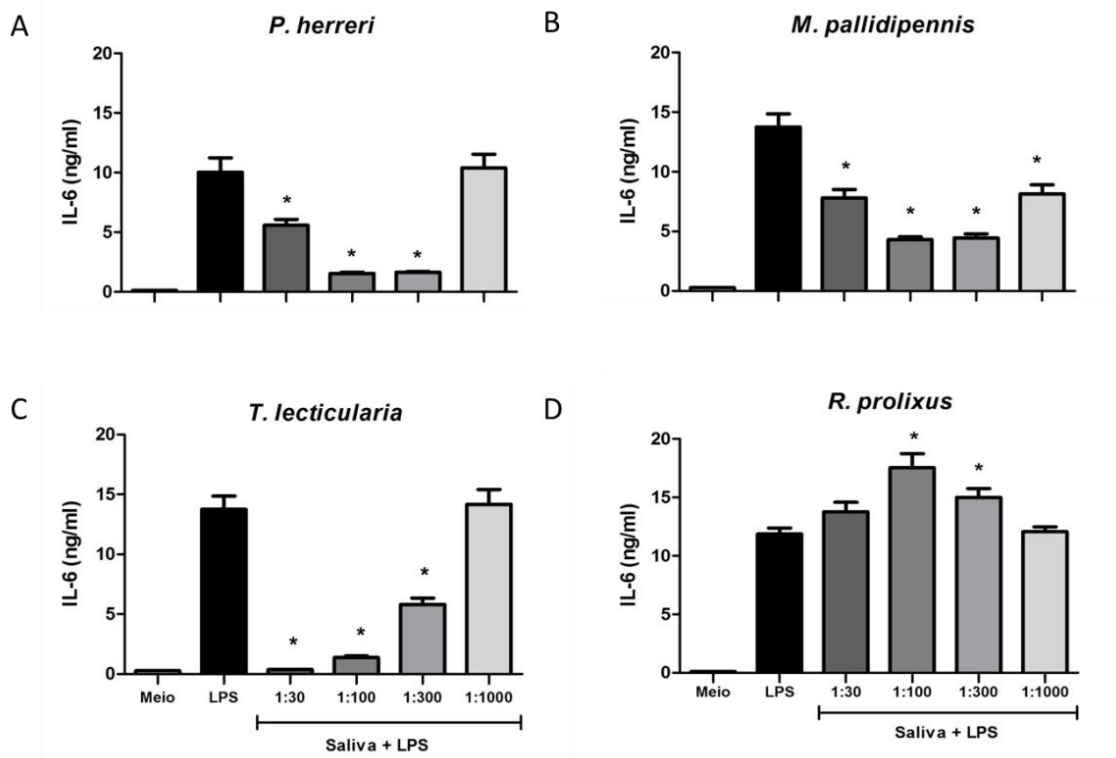 A
P. herreri
20
15
10
5
0
IL-6 (ng/ml)
*
*
*
B
M. pallidipennis
20
15
10
5
0
IL-6 (ng/ml)
*
*
*
*
C
T. lecticularia
20
15
10
5
0
IL-6 (ng/ml)
*
*
*
Meio LPS 1:30 1:100 1:300 1:1000
Saliva + LPS
D
R. prolixus
20
15
10
5
0
IL-6 (ng/ml)
*
*
Meio LPS 1:30 1:100 1:300 1:1000
Saliva + LPS